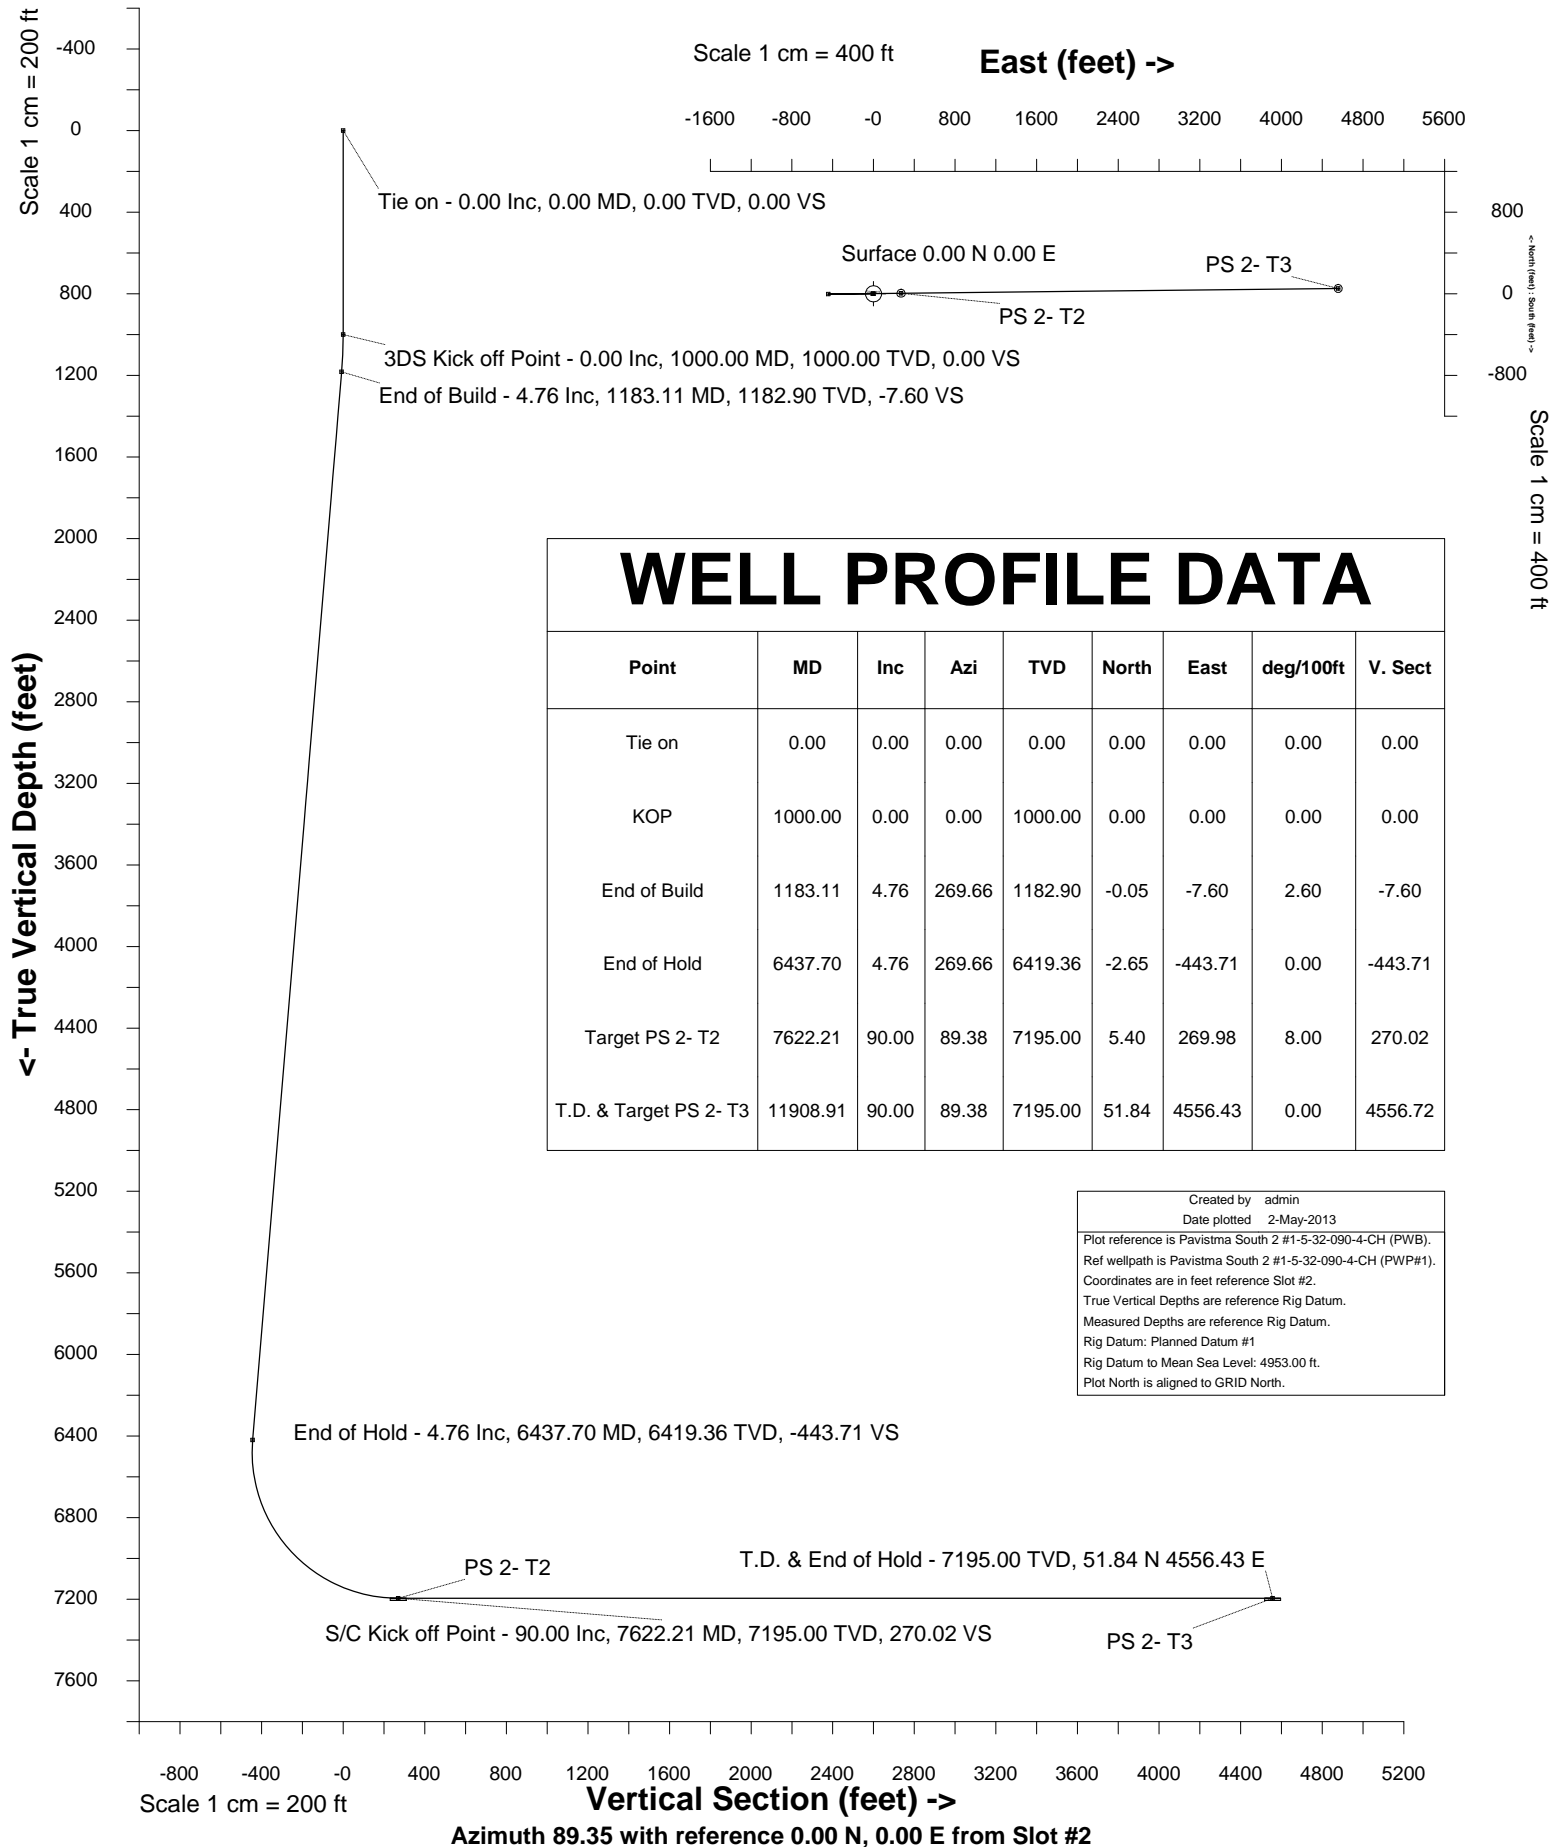 Scale 1 cm = 200 ft
-400
0
400
800
1200
1600
2000
2400
2800
3200
3600
4000
4400
4800
5200
5600
6000
6400
6800
7200
7600
<- True Vertical Depth (feet)
Scale 1 cm = 400 ft
East (feet) ->
-1600 -800 -0 800 1600 2400 3200 4000 4800 5600
800
0
-800
<- North (feet) : South (feet) ->
Scale 1 cm = 400 ft
Tie on - 0.00 Inc, 0.00 MD, 0.00 TVD, 0.00 VS
Surface 0.00 N 0.00 E
PS 2- T3
PS 2- T2
3DS Kick off Point - 0.00 Inc, 1000.00 MD, 1000.00 TVD, 0.00 VS
End of Build - 4.76 Inc, 1183.11 MD, 1182.90 TVD, -7.60 VS
WELL PROFILE DATA
Point MD Inc Azi TVD North East deg/100ft V. Sect
Tie on 0.00 0.00 0.00 0.00 0.00 0.00 0.00 0.00
KOP 1000.00 0.00 0.00 1000.00 0.00 0.00 0.00 0.00
End of Build 1183.11 4.76 269.66 1182.90 -0.05 -7.60 2.60 -7.60
End of Hold 6437.70 4.76 269.66 6419.36 -2.65 -443.71 0.00 -443.71
Target PS 2- T2 7622.21 90.00 89.38 7195.00 5.40 269.98 8.00 270.02
T.D. & Target PS 2- T3 11908.91 90.00 89.38 7195.00 51.84 4556.43 0.00 4556.72
Created by admin
Date plotted 2-May-2013
Plot reference is Pavistma South 2 #1-5-32-090-4-CH (PWB).
Ref wellpath is Pavistma South 2 #1-5-32-090-4-CH (PWP#1).
Coordinates are in feet reference Slot #2.
True Vertical Depths are reference Rig Datum.
Measured Depths are reference Rig Datum.
Rig Datum: Planned Datum #1
Rig Datum to Mean Sea Level: 4953.00 ft.
Plot North is aligned to GRID North.
End of Hold - 4.76 Inc, 6437.70 MD, 6419.36 TVD, -443.71 VS
PS 2- T2
T.D. & End of Hold - 7195.00 TVD, 51.84 N 4556.43 E
S/C Kick off Point - 90.00 Inc, 7622.21 MD, 7195.00 TVD, 270.02 VS
PS 2- T3
-800 -400 -0 400 800 1200 1600 2000 2400 2800 3200 3600 4000 4400 4800 5200
Scale 1 cm = 200 ft
Vertical Section (feet) ->
Azimuth 89.35 with reference 0.00 N, 0.00 E from Slot #2